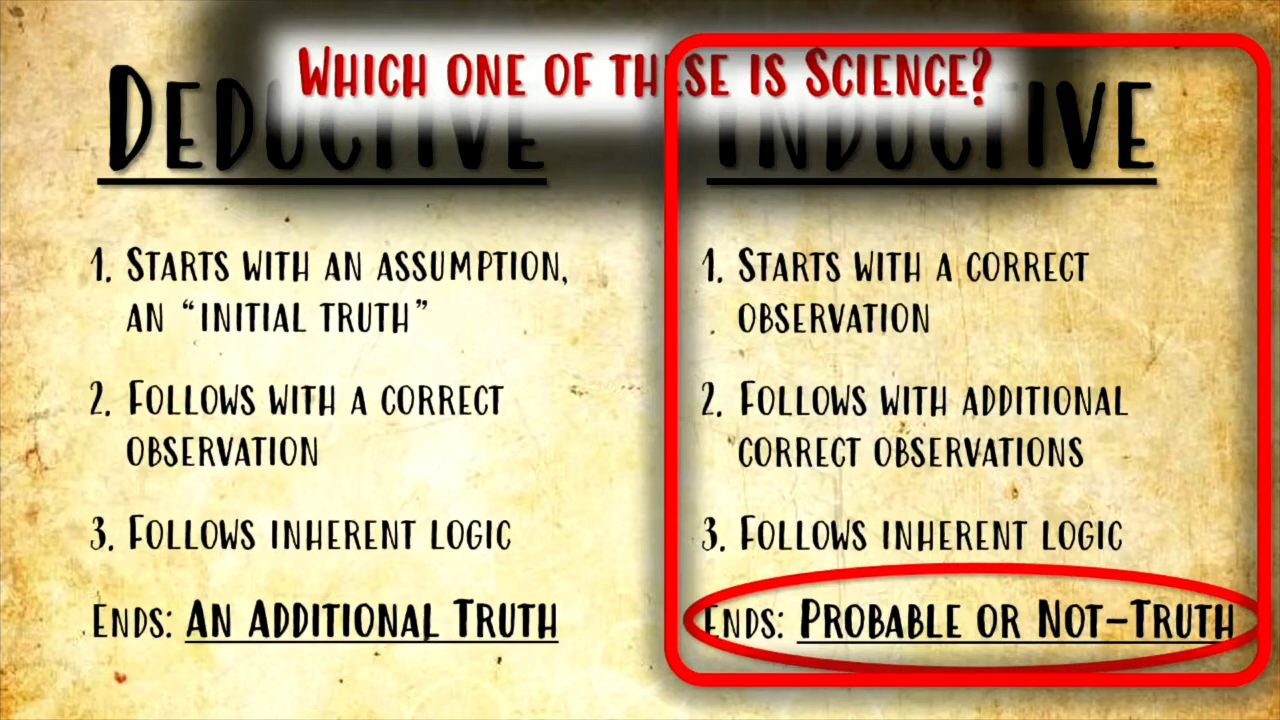 Which one of these is Science?
Deductive
1. Starts with an assumption,
an “initial truth”
2. Follows with a correct
observation
3. Follows inherent logic
Ends: An Additional Truth
Inductive
1. Starts with a correct
observation
2. Follows with additional
correct observations
3. Follows inherent logic
Ends: Probable or Not-Truth